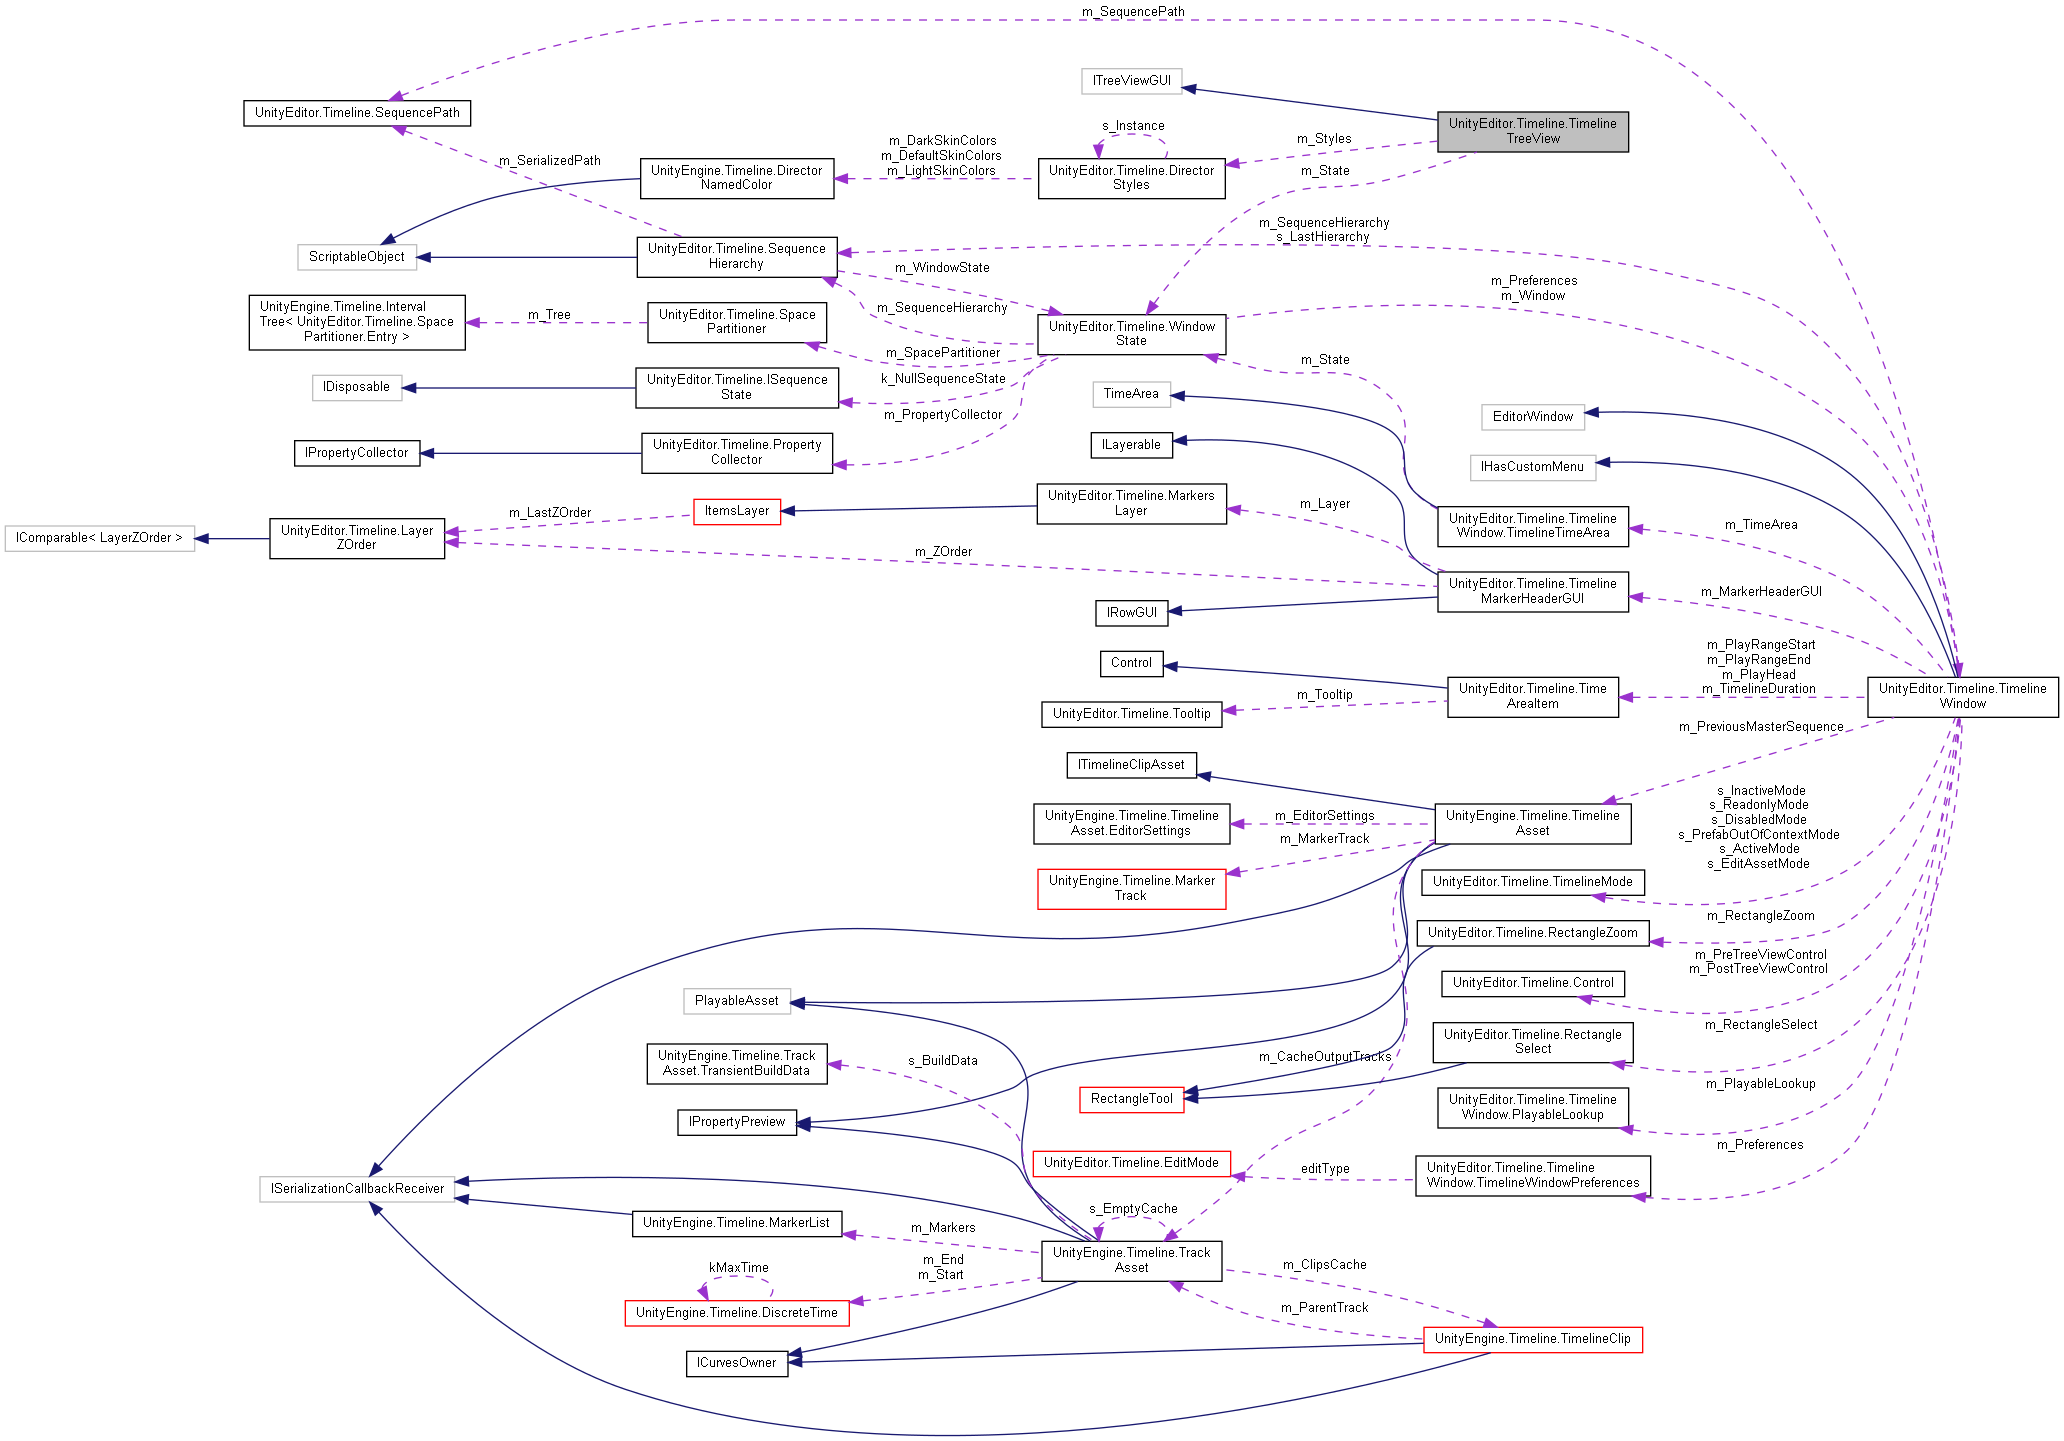 m_SequencePath
ITreeViewGUI
UnityEditor.Timeline.SequencePath
UnityEditor.Timeline.Timeline
TreeView
s_Instance
m_Styles
m_DarkSkinColors
m_DefaultSkinColors
m_LightSkinColors
m_SerializedPath
UnityEngine.Timeline.Director
NamedColor
UnityEditor.Timeline.Director
Styles
m_State
m_SequenceHierarchy
s_LastHierarchy
ScriptableObject
UnityEditor.Timeline.Sequence
Hierarchy
m_WindowState
m_Preferences
m_Window
UnityEngine.Timeline.Interval
Tree< UnityEditor.Timeline.Space
Partitioner.Entry >
m_Tree
UnityEditor.Timeline.Space
Partitioner
m_SequenceHierarchy
UnityEditor.Timeline.Window
State
m_SpacePartitioner
m_State
IDisposable
UnityEditor.Timeline.ISequence
State
k_NullSequenceState
TimeArea
m_PropertyCollector
EditorWindow
IPropertyCollector
UnityEditor.Timeline.Property
Collector
ILayerable
IHasCustomMenu
m_LastZOrder
ItemsLayer
UnityEditor.Timeline.Markers
Layer
m_Layer
UnityEditor.Timeline.Timeline
Window.TimelineTimeArea
m_TimeArea
IComparable< LayerZOrder >
UnityEditor.Timeline.Layer
ZOrder
m_ZOrder
UnityEditor.Timeline.Timeline
MarkerHeaderGUI
m_MarkerHeaderGUI
IRowGUI
m_PlayRangeStart
m_PlayRangeEnd
m_PlayHead
m_TimelineDuration
Control
UnityEditor.Timeline.Time
AreaItem
UnityEditor.Timeline.Timeline
Window
m_Tooltip
UnityEditor.Timeline.Tooltip
m_PreviousMasterSequence
ITimelineClipAsset
s_InactiveMode
s_ReadonlyMode
s_DisabledMode
s_PrefabOutOfContextMode
s_ActiveMode
s_EditAssetMode
UnityEngine.Timeline.Timeline
Asset.EditorSettings
m_EditorSettings
UnityEngine.Timeline.Timeline
Asset
m_MarkerTrack
UnityEngine.Timeline.Marker
Track
UnityEditor.Timeline.TimelineMode
m_RectangleZoom
UnityEditor.Timeline.RectangleZoom
m_PreTreeViewControl
m_PostTreeViewControl
UnityEditor.Timeline.Control
PlayableAsset
m_RectangleSelect
UnityEditor.Timeline.Rectangle
Select
UnityEngine.Timeline.Track
Asset.TransientBuildData
s_BuildData
m_CacheOutputTracks
m_PlayableLookup
RectangleTool
UnityEditor.Timeline.Timeline
Window.PlayableLookup
IPropertyPreview
m_Preferences
UnityEditor.Timeline.EditMode
editType
UnityEditor.Timeline.Timeline
Window.TimelineWindowPreferences
ISerializationCallbackReceiver
s_EmptyCache
UnityEngine.Timeline.MarkerList
m_Markers
UnityEngine.Timeline.Track
Asset
m_End
m_Start
m_ClipsCache
kMaxTime
UnityEngine.Timeline.DiscreteTime
m_ParentTrack
UnityEngine.Timeline.TimelineClip
ICurvesOwner